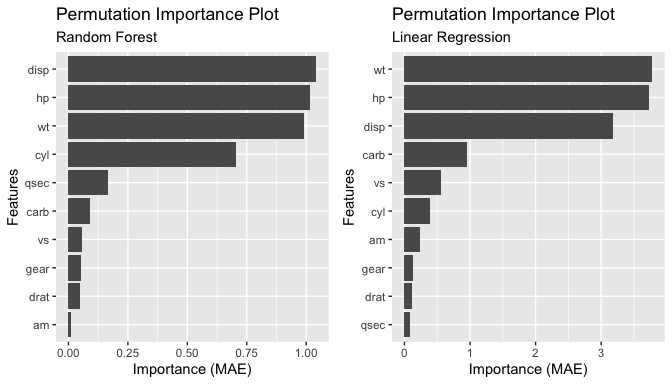 Permutation Importance Plot
Random Forest
Features
disp
hp
wt
cyl
qsec
carb
vs
gear
drat
am
0.00 0.25 0.50 0.75 1.00
Importance (MAE)
Permutation Importance Plot
Linear Regression
Features
wt
hp
disp
carb
vs
cyl
am
gear
drat
qsec
0 1 2 3
Importance (MAE)